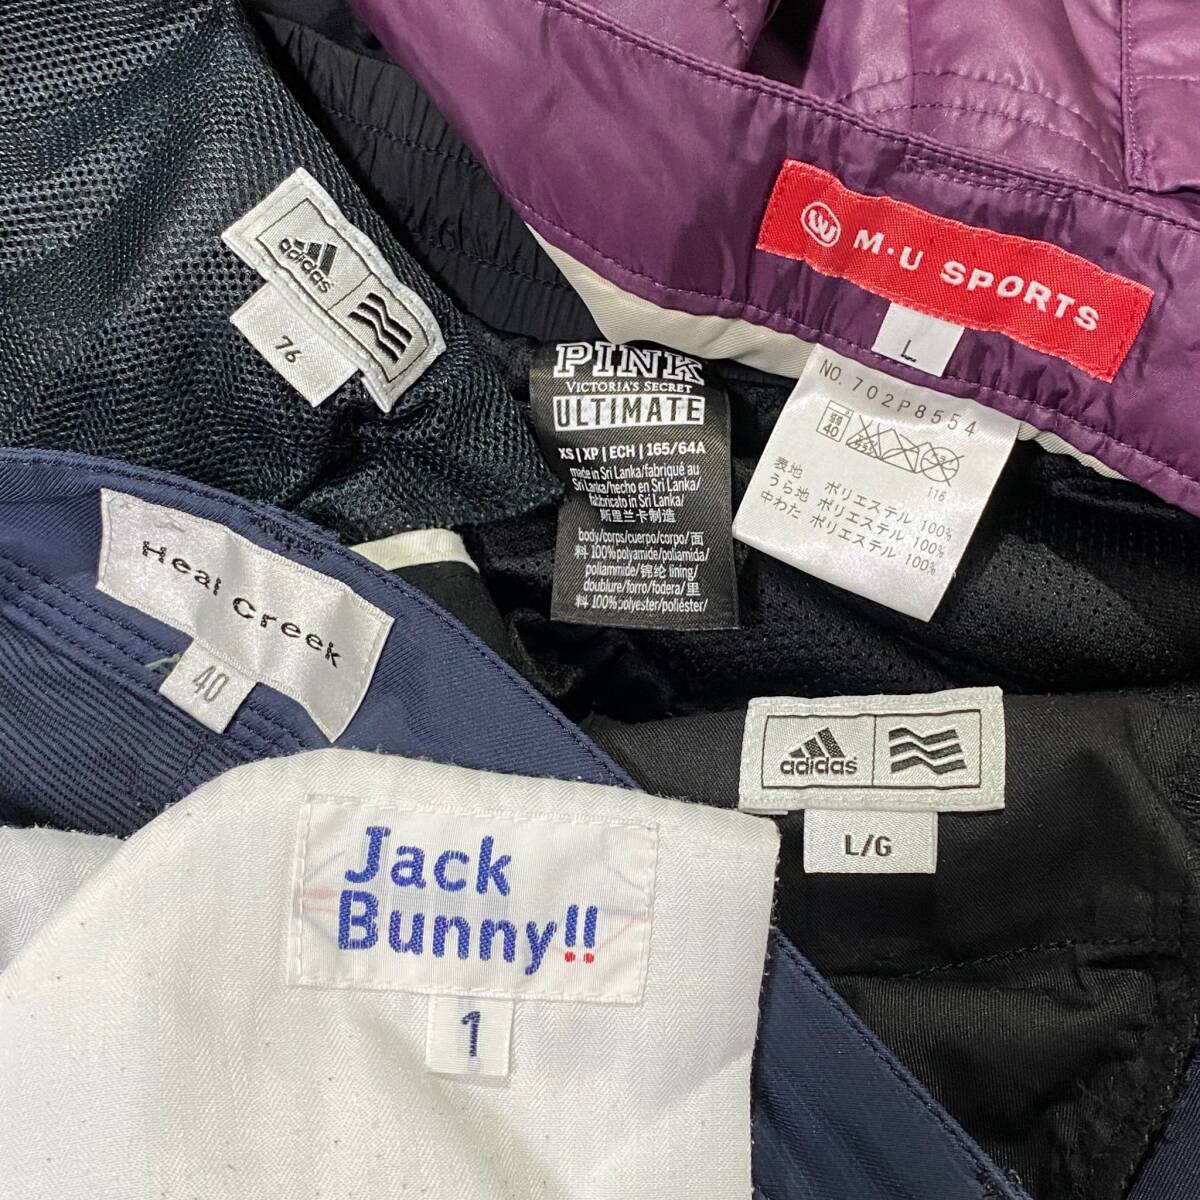 adidas
76
M·U SPORTS
L
NO. 702P8554
40
116
表地 ポリエステル 100%
うら地 ポリエステル 100%
中わた ポリエステル 100%
PINK
VICTORIA'S SECRET
ULTIMATE
XS | XP | ECH | 165/64A
made in Sri Lanka/fabriqué au
Sri Lanka/hecho en Sri Lanka/
fabbricato in Sri Lanka/
斯里兰卡制造
body/corps/cuerpo/corpo/面
料 100%polyamide/poliamida/
poliammide/锦纶 lining/
doublure/forro/fodera/里
料 100%polyester/poliéster/
Heal Creek
40
adidas
L/G
Jack
Bunny!!
1